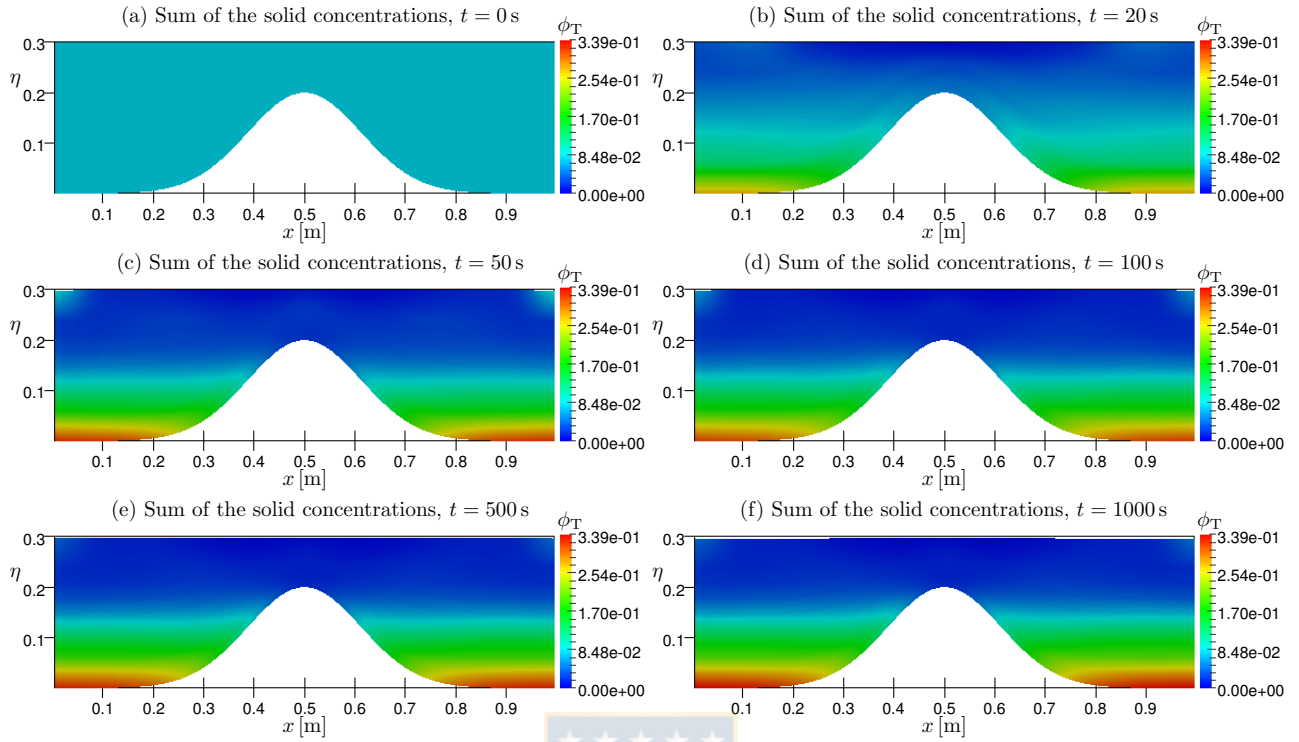 (a) Sum of the solid concentrations, t = 0 s
ϕT
0.3
η
0.2
0.1
0.1 0.2 0.3 0.4 0.5 0.6 0.7 0.8 0.9
x [m]
3.39e-01
2.54e-01
1.70e-01
8.48e-02
0.00e+00
(b) Sum of the solid concentrations, t = 20 s
ϕT
0.3
η
0.2
0.1
0.1 0.2 0.3 0.4 0.5 0.6 0.7 0.8 0.9
x [m]
3.39e-01
2.54e-01
1.70e-01
8.48e-02
0.00e+00
(c) Sum of the solid concentrations, t = 50 s
ϕT
0.3
η
0.2
0.1
0.1 0.2 0.3 0.4 0.5 0.6 0.7 0.8 0.9
x [m]
3.39e-01
2.54e-01
1.70e-01
8.48e-02
0.00e+00
(d) Sum of the solid concentrations, t = 100 s
ϕT
0.3
η
0.2
0.1
0.1 0.2 0.3 0.4 0.5 0.6 0.7 0.8 0.9
x [m]
3.39e-01
2.54e-01
1.70e-01
8.48e-02
0.00e+00
(e) Sum of the solid concentrations, t = 500 s
ϕT
0.3
η
0.2
0.1
0.1 0.2 0.3 0.4 0.5 0.6 0.7 0.8 0.9
x [m]
3.39e-01
2.54e-01
1.70e-01
8.48e-02
0.00e+00
(f) Sum of the solid concentrations, t = 1000 s
ϕT
0.3
η
0.2
0.1
0.1 0.2 0.3 0.4 0.5 0.6 0.7 0.8 0.9
x [m]
3.39e-01
2.54e-01
1.70e-01
8.48e-02
0.00e+00